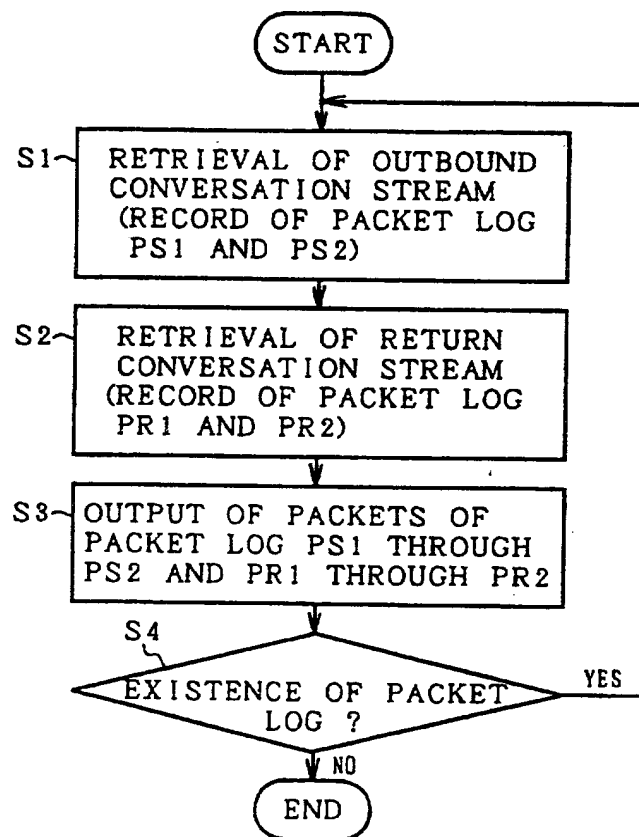 START
S1
RETRIEVAL OF OUTBOUND
CONVERSATION STREAM
(RECORD OF PACKET LOG
PS1 AND PS2)
S2
RETRIEVAL OF RETURN
CONVERSATION STREAM
(RECORD OF PACKET LOG
PR1 AND PR2)
S3
OUTPUT OF PACKETS OF
PACKET LOG PS1 THROUGH
PS2 AND PR1 THROUGH PR2
S4
EXISTENCE OF PACKET
LOG ?
YES
NO
END